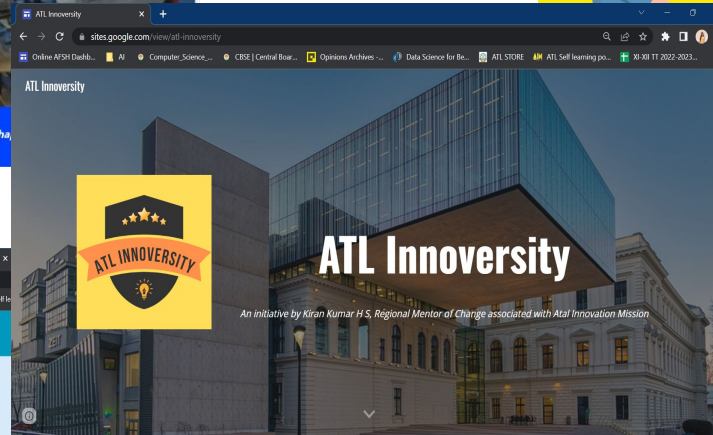 ATL Innoversity
sites.google.com/view/atl-innoversity
Online AFSH Dashb...
AI
Computer_Science_...
CBSE | Central Boar...
Opinions Archives -...
Data Science for Be...
ATL STORE
ATL Self learning po...
XI-XII TT 2022-2023...
ATL Innoversity
ATL INNOVERSITY
ATL Innoversity
An initiative by Kiran Kumar H S, Regional Mentor of Change associated with Atal Innovation Mission